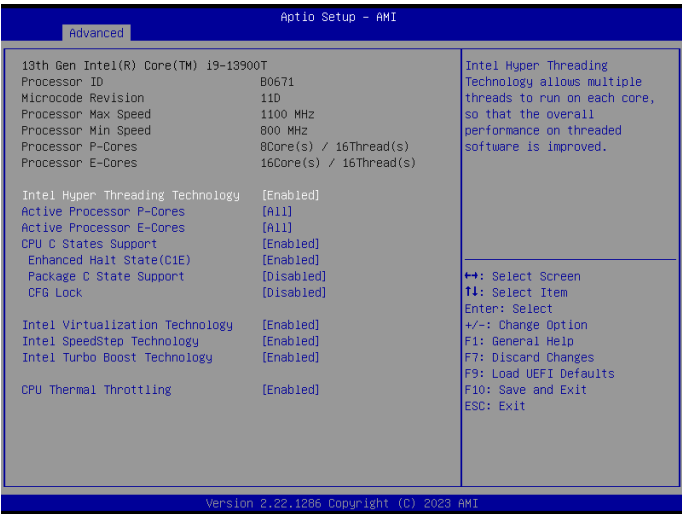 Aptio Setup – AMI
Advanced
13th Gen Intel(R) Core(TM) i9-13900T
Processor ID B0671
Microcode Revision 11D
Processor Max Speed 1100 MHz
Processor Min Speed 800 MHz
Processor P-Cores 8Core(s) / 16Thread(s)
Processor E-Cores 16Core(s) / 16Thread(s)
Intel Hyper Threading Technology [Enabled]
Active Processor P-Cores [All]
Active Processor E-Cores [All]
CPU C States Support [Enabled]
Enhanced Halt State(C1E) [Enabled]
Package C State Support [Disabled]
CFG Lock [Disabled]
Intel Virtualization Technology [Enabled]
Intel SpeedStep Technology [Enabled]
Intel Turbo Boost Technology [Enabled]
CPU Thermal Throttling [Enabled]
Intel Hyper Threading
Technology allows multiple
threads to run on each core,
so that the overall
performance on threaded
software is improved.
↔: Select Screen
↑↓: Select Item
Enter: Select
+/-: Change Option
F1: General Help
F7: Discard Changes
F9: Load UEFI Defaults
F10: Save and Exit
ESC: Exit
Version 2.22.1286 Copyright (C) 2023 AMI